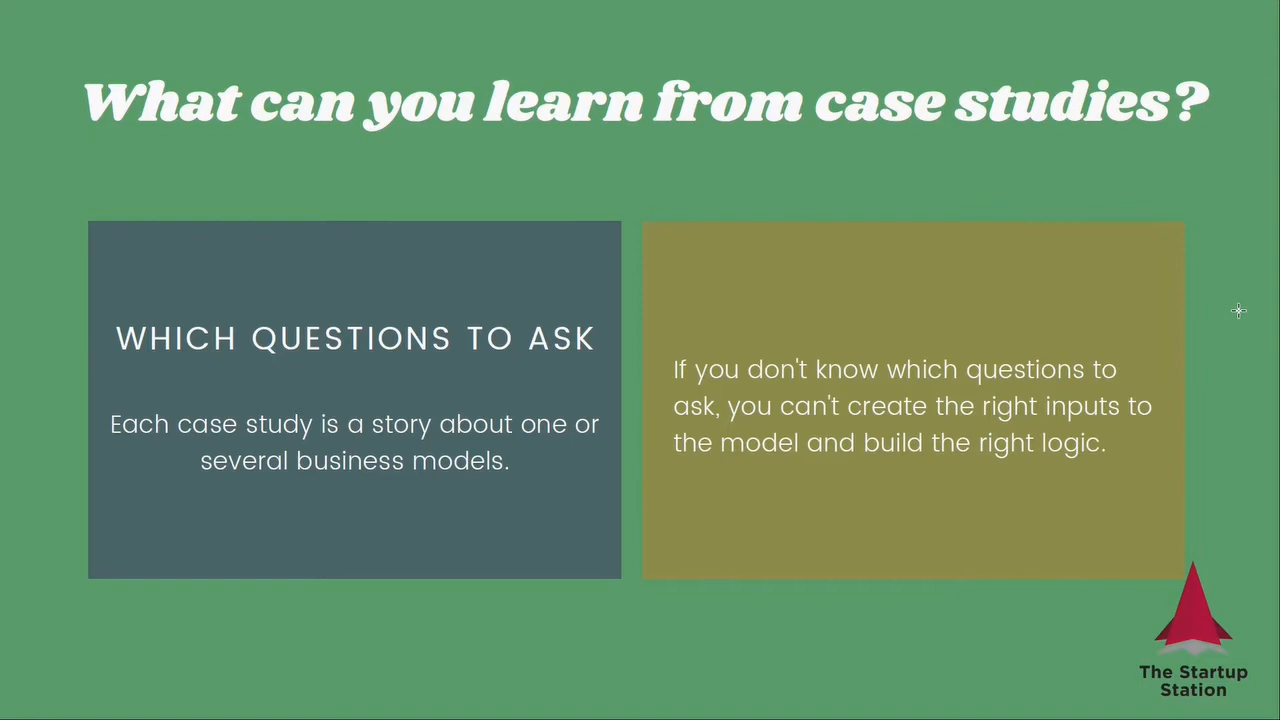 What can you learn from case studies?
WHICH QUESTIONS TO ASK
Each case study is a story about one or
several business models.
If you don't know which questions to
ask, you can't create the right inputs to
the model and build the right logic.
The Startup
Station